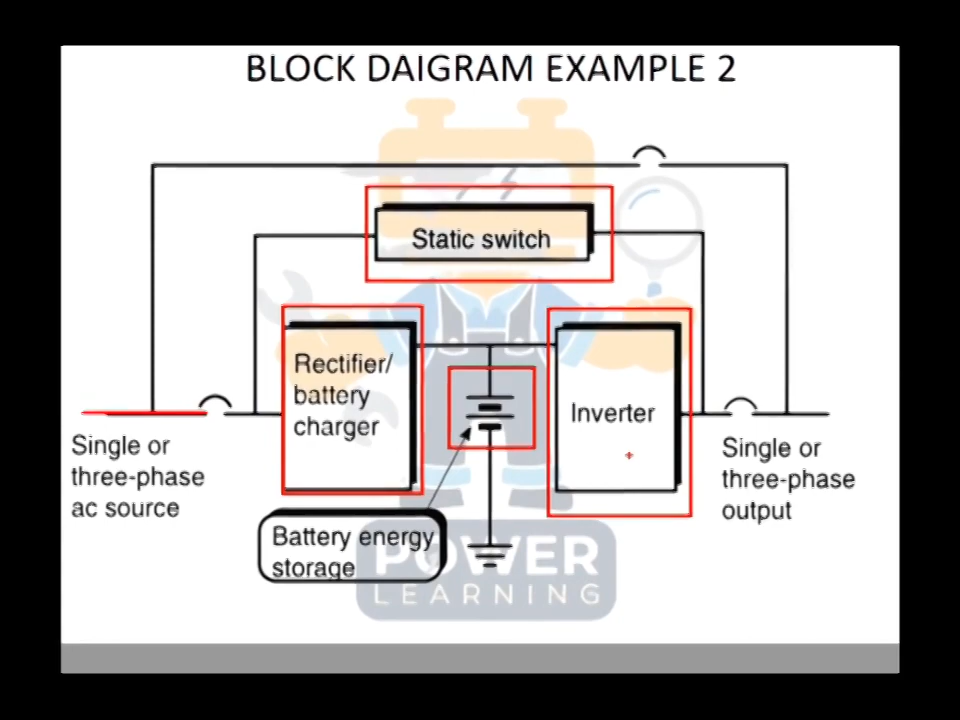 BLOCK DAIGRAM EXAMPLE 2
Static switch
Rectifier/
battery
charger
Inverter
Single or
three-phase
ac source
Single or
three-phase
output
Battery energy
storage
POWER
LEARNING